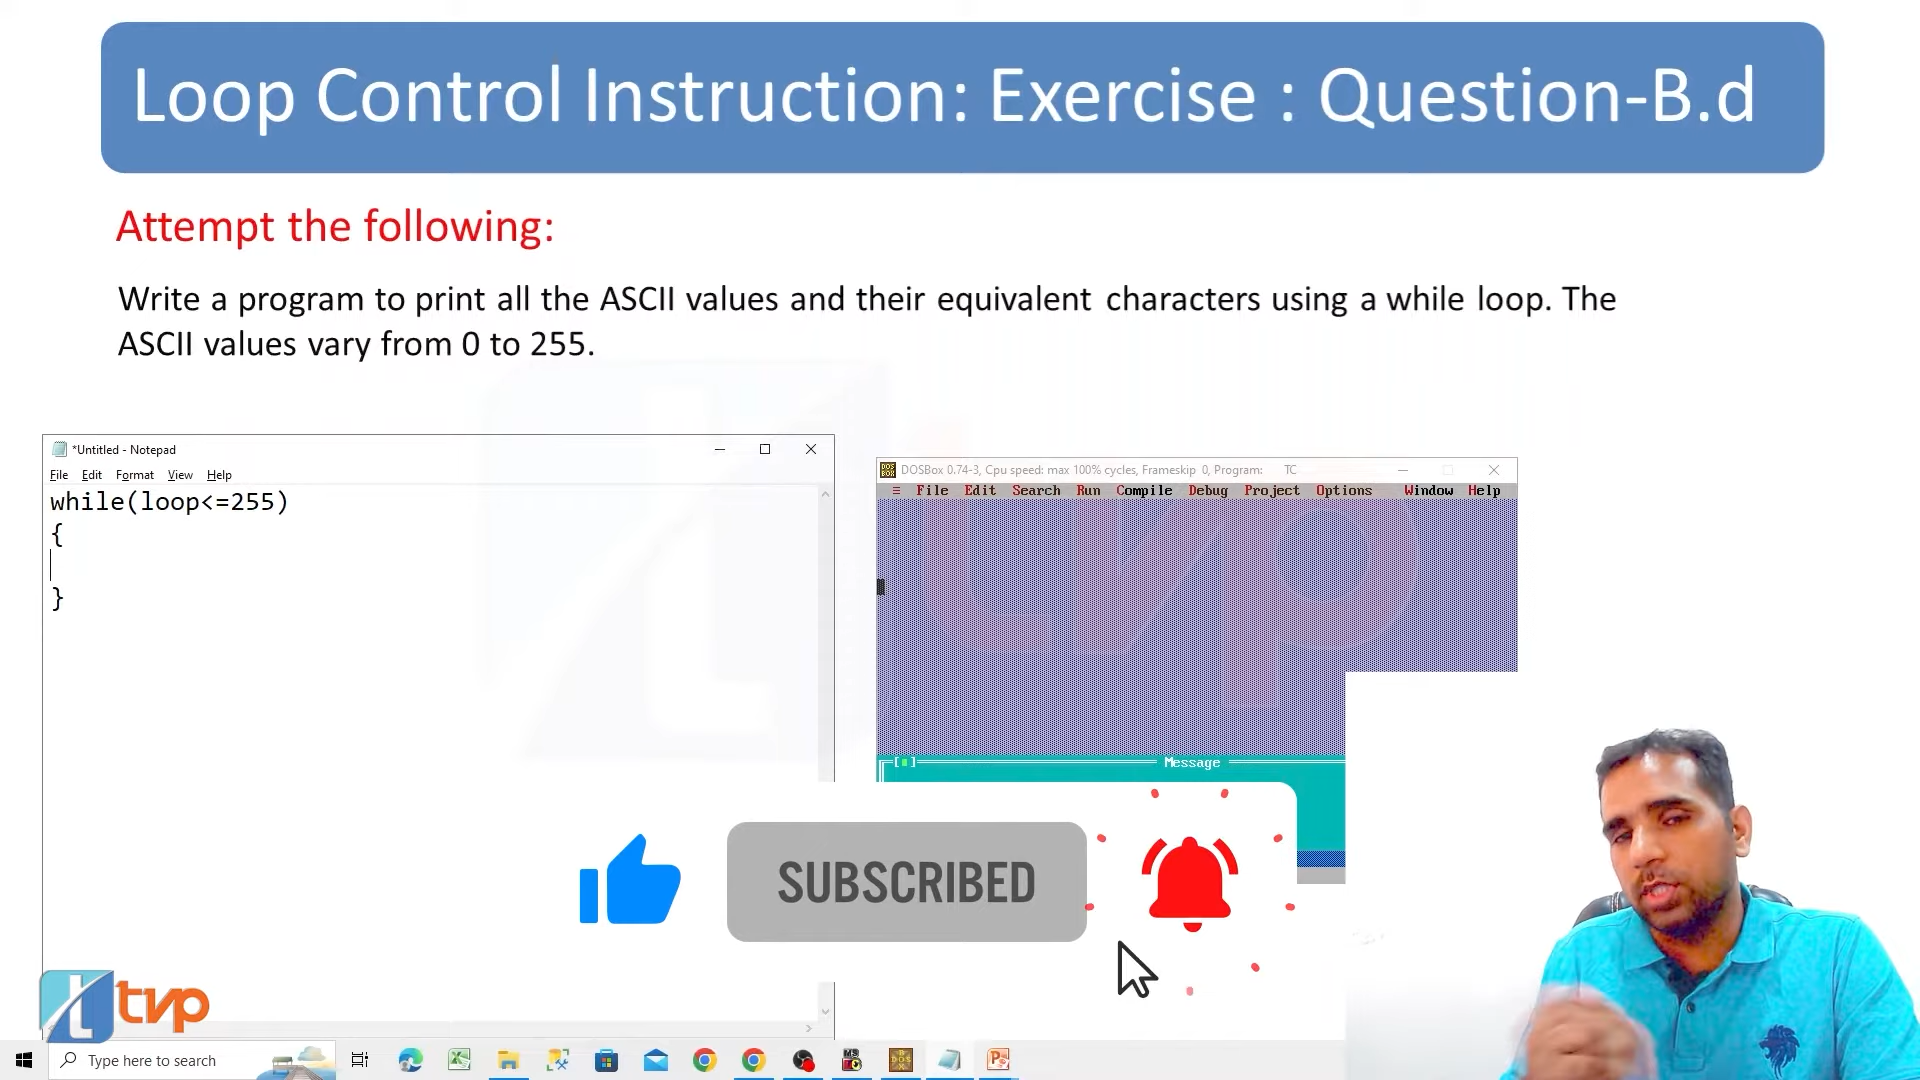 Loop Control Instruction: Exercise : Question-B.d
Attempt the following:
Write a program to print all the ASCII values and their equivalent characters using a while loop. The
ASCII values vary from 0 to 255.
*Untitled - Notepad
File Edit Format View Help
while(loop<=255)
{
}
DOSBox 0.74-3, Cpu speed: max 100% cycles, Frameskip 0, Program: TC
≡ File Edit Search Run Compile Debug Project Options Window Help
tvp
[■] Message
SUBSCRIBED
tvp
Type here to search